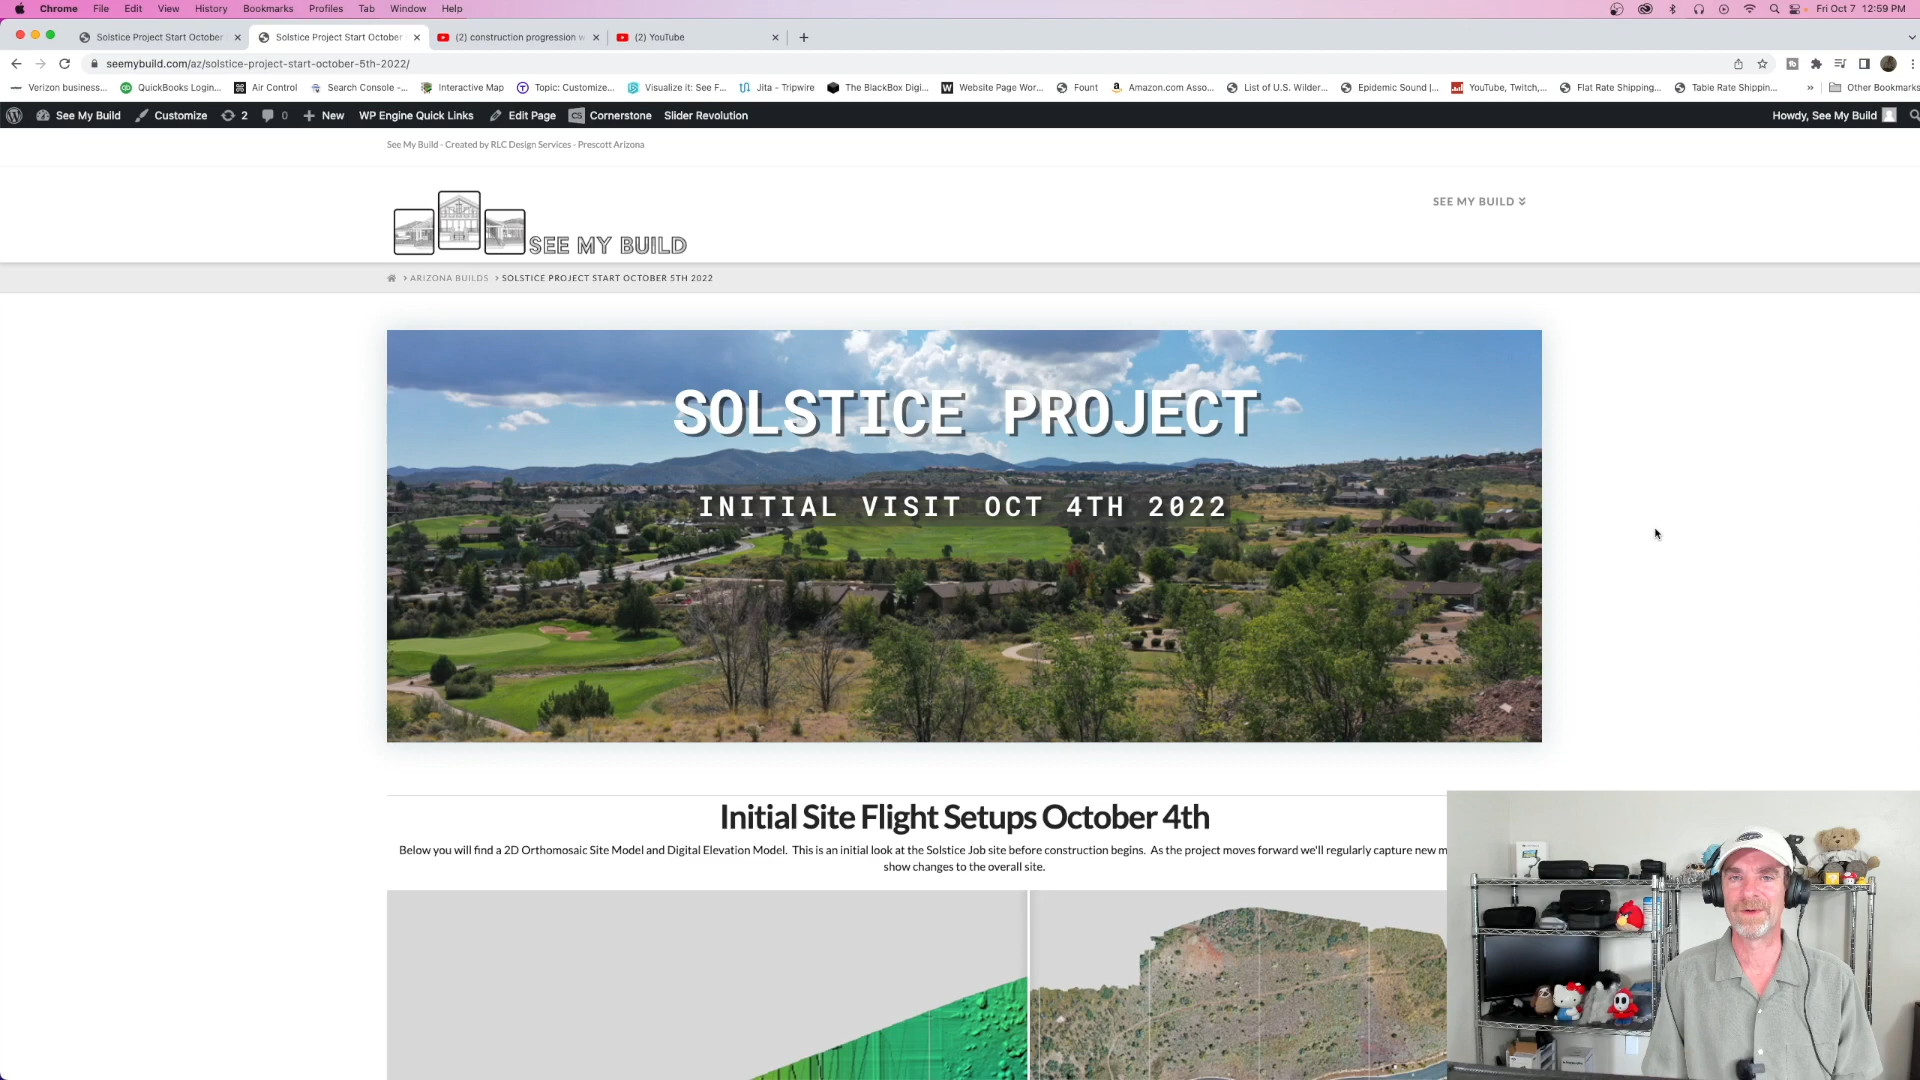 Chrome File Edit View History Bookmarks Profiles Tab Window Help Fri Oct 7 12:59 PM
Solstice Project Start October
Solstice Project Start October
(2) construction progression w
(2) YouTube
seemybuild.com/az/solstice-project-start-october-5th-2022/
Verizon business... QuickBooks Login... Air Control Search Console -... Interactive Map Topic: Customize... Visualize it: See F... Jita - Tripwire The BlackBox Digi... Website Page Wor... Fount Amazon.com Asso... List of U.S. Wilder... Epidemic Sound |... YouTube, Twitch,... Flat Rate Shipping... Table Rate Shippin... » Other Bookmarks
See My Build Customize 2 0 New WP Engine Quick Links Edit Page CS Cornerstone Slider Revolution Howdy, See My Build
See My Build - Created by RLC Design Services - Prescott Arizona
SEE MY BUILD
SEE MY BUILD
> ARIZONA BUILDS > SOLSTICE PROJECT START OCTOBER 5TH 2022
SOLSTICE PROJECT
INITIAL VISIT OCT 4TH 2022
Initial Site Flight Setups October 4th
Below you will find a 2D Orthomosaic Site Model and Digital Elevation Model. This is an initial look at the Solstice Job site before construction begins. As the project moves forward we'll regularly capture new m
show changes to the overall site.